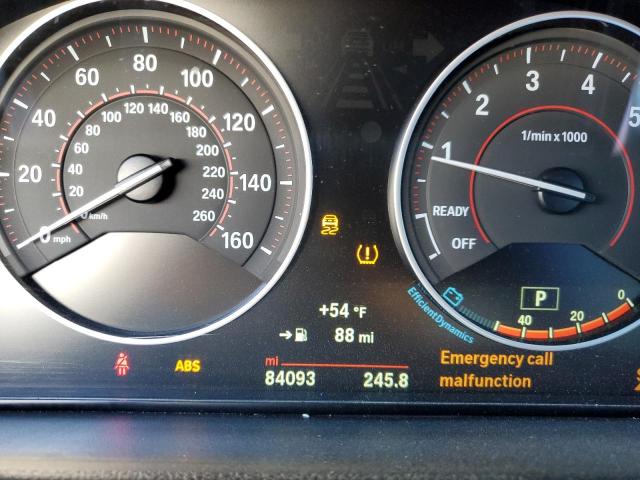 0 20 40 60 80 100 120 140 160
mph
0 20 40 60 80 100 120 140 160 180 200 220 240 260
km/h
1 2 3 4 5
1/min x 1000
READY
OFF
P
EfficientDynamics
40 20 0
+54 °F
88 mi
ABS
mi
84093 245.8
Emergency call
malfunction